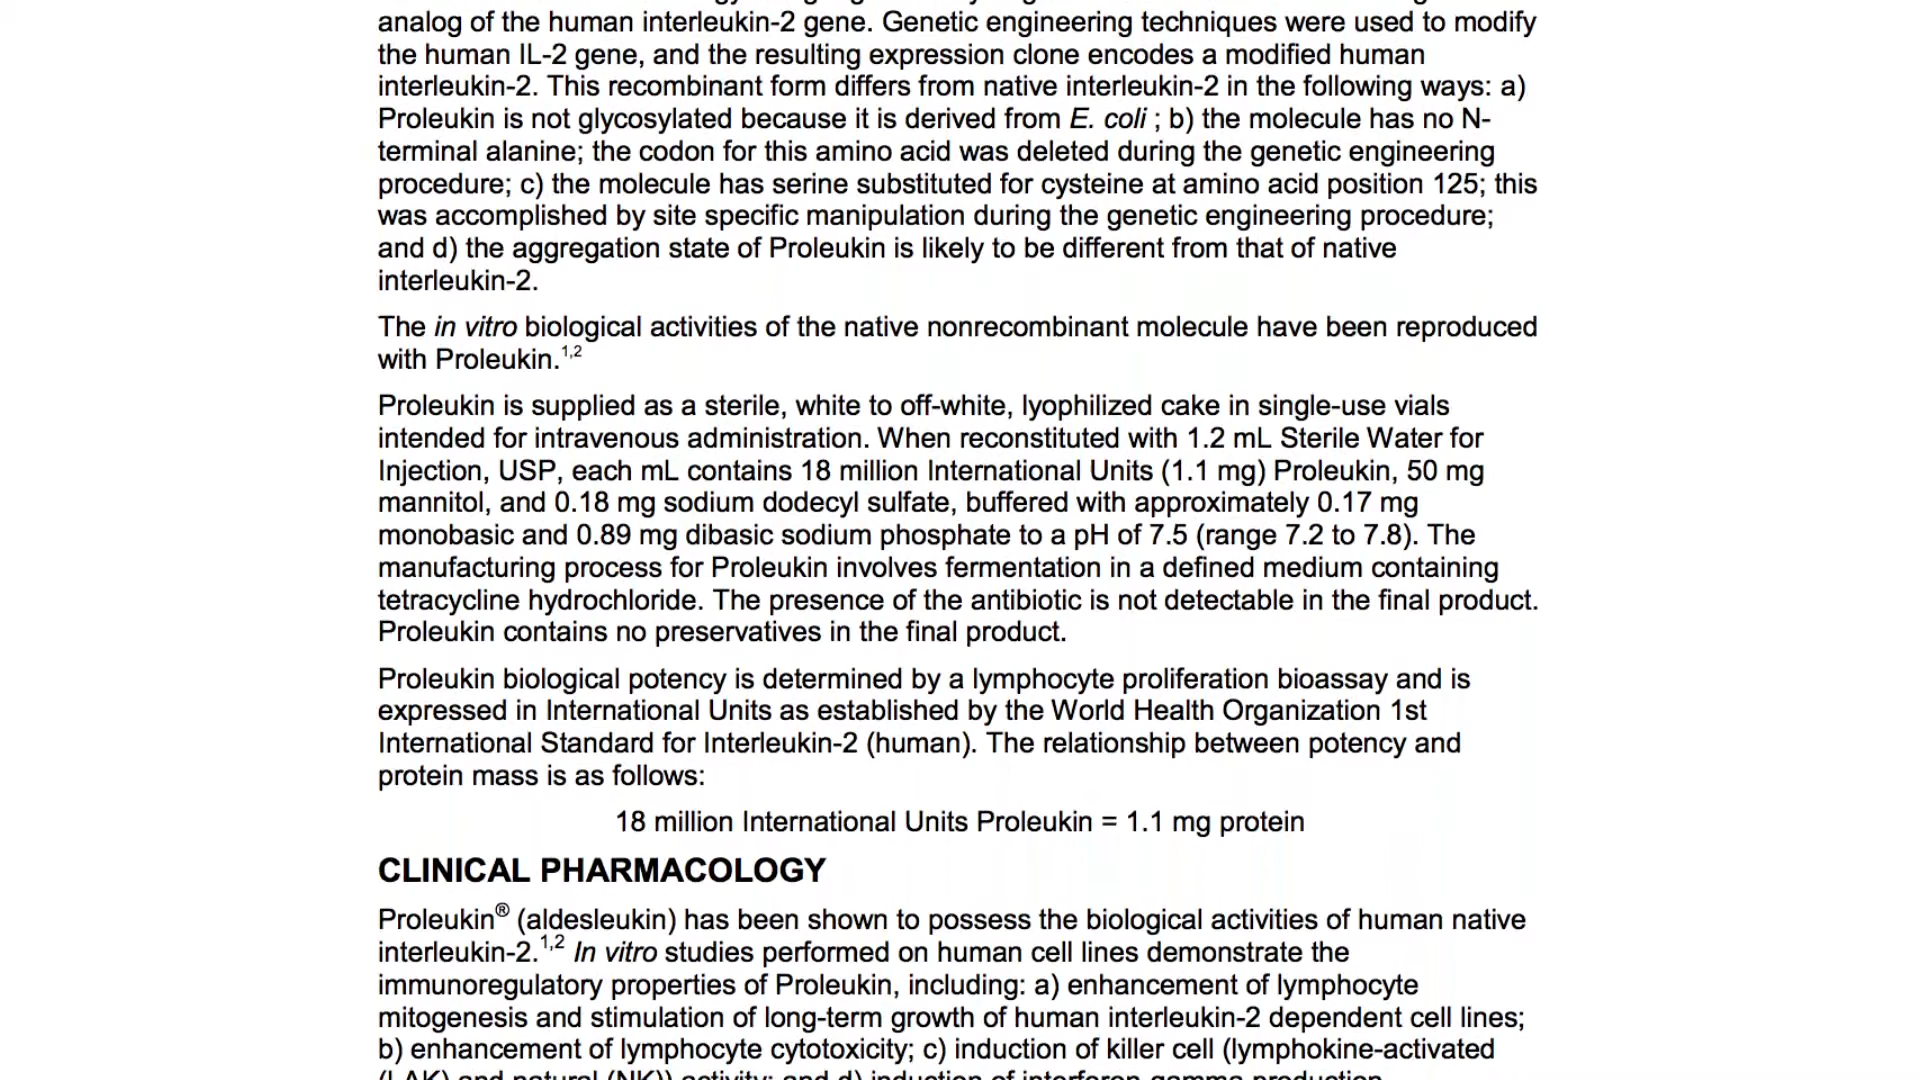 analog of the human interleukin-2 gene. Genetic engineering techniques were used to modify
the human IL-2 gene, and the resulting expression clone encodes a modified human
interleukin-2. This recombinant form differs from native interleukin-2 in the following ways: a)
Proleukin is not glycosylated because it is derived from E. coli ; b) the molecule has no N-
terminal alanine; the codon for this amino acid was deleted during the genetic engineering
procedure; c) the molecule has serine substituted for cysteine at amino acid position 125; this
was accomplished by site specific manipulation during the genetic engineering procedure;
and d) the aggregation state of Proleukin is likely to be different from that of native
interleukin-2.
The in vitro biological activities of the native nonrecombinant molecule have been reproduced
with Proleukin.1,2
Proleukin is supplied as a sterile, white to off-white, lyophilized cake in single-use vials
intended for intravenous administration. When reconstituted with 1.2 mL Sterile Water for
Injection, USP, each mL contains 18 million International Units (1.1 mg) Proleukin, 50 mg
mannitol, and 0.18 mg sodium dodecyl sulfate, buffered with approximately 0.17 mg
monobasic and 0.89 mg dibasic sodium phosphate to a pH of 7.5 (range 7.2 to 7.8). The
manufacturing process for Proleukin involves fermentation in a defined medium containing
tetracycline hydrochloride. The presence of the antibiotic is not detectable in the final product.
Proleukin contains no preservatives in the final product.
Proleukin biological potency is determined by a lymphocyte proliferation bioassay and is
expressed in International Units as established by the World Health Organization 1st
International Standard for Interleukin-2 (human). The relationship between potency and
protein mass is as follows:
18 million International Units Proleukin = 1.1 mg protein
CLINICAL PHARMACOLOGY
Proleukin® (aldesleukin) has been shown to possess the biological activities of human native
interleukin-2.1,2 In vitro studies performed on human cell lines demonstrate the
immunoregulatory properties of Proleukin, including: a) enhancement of lymphocyte
mitogenesis and stimulation of long-term growth of human interleukin-2 dependent cell lines;
b) enhancement of lymphocyte cytotoxicity; c) induction of killer cell (lymphokine-activated
(LAK) and natural (NK)) activity; and d) induction of interferon-gamma production